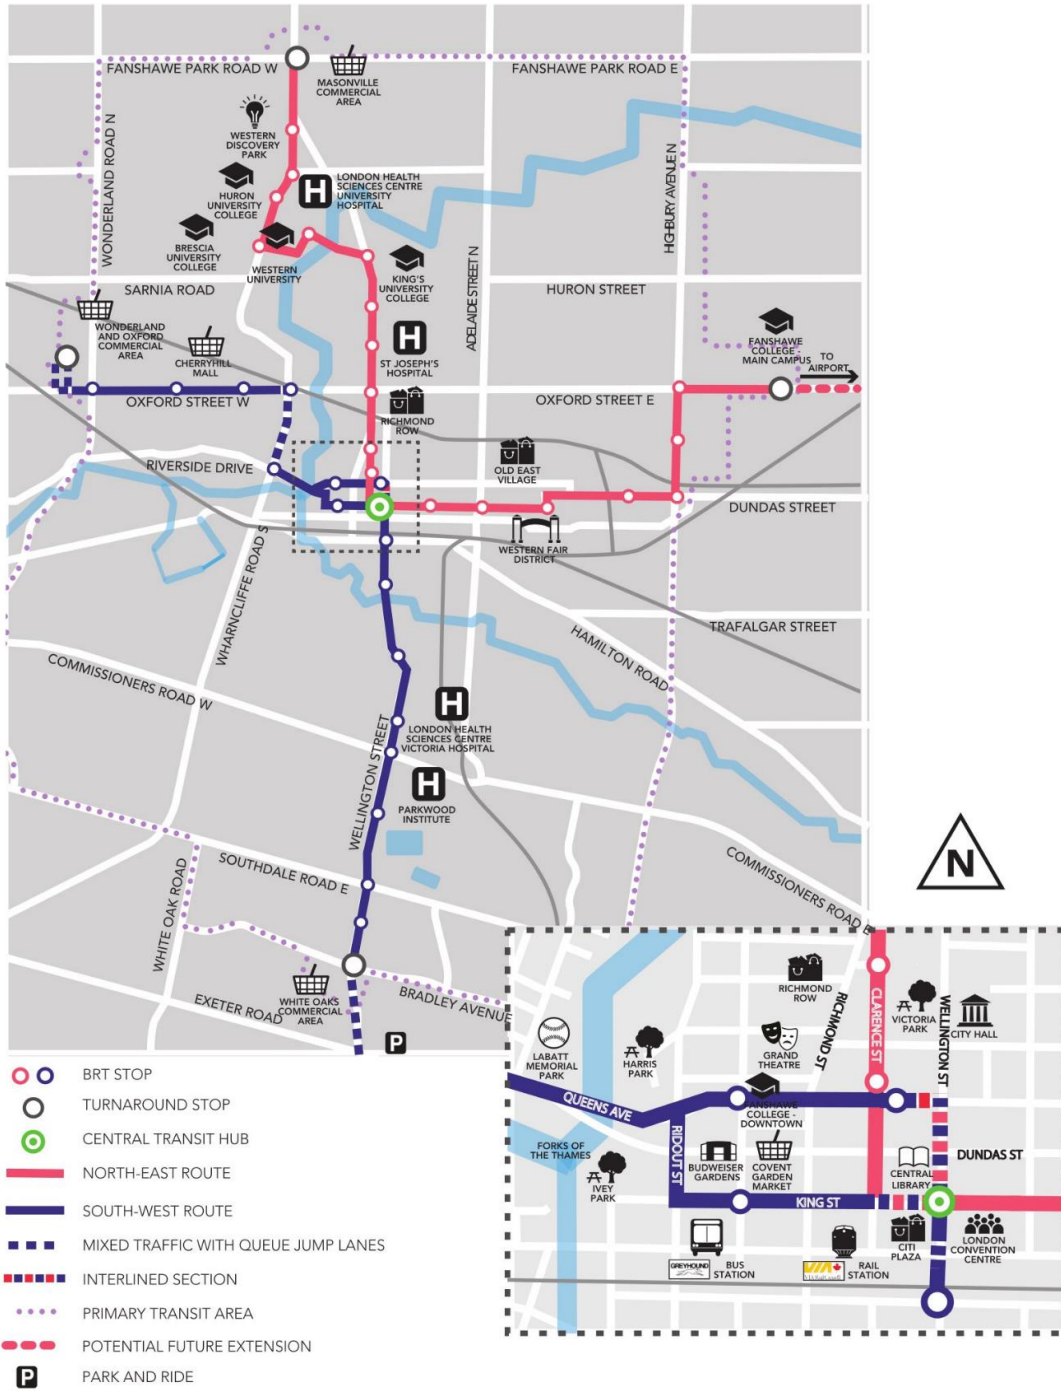 FANSHAWE PARK ROAD W
MASONVILLE
COMMERCIAL
AREA
FANSHAWE PARK ROAD E
WONDERLAND ROAD N
WESTERN
DISCOVERY
PARK
HURON
UNIVERSITY
COLLEGE
H
LONDON HEALTH
SCIENCES CENTRE
UNIVERSITY
HOSPITAL
HIGHBURY AVENUE N
BRESCIA
UNIVERSITY
COLLEGE
WESTERN
UNIVERSITY
KING'S
UNIVERSITY
COLLEGE
ADELAIDE STREET N
SARNIA ROAD
HURON STREET
WONDERLAND
AND OXFORD
COMMERCIAL
AREA
CHERRYHILL
MALL
H
ST JOSEPH'S
HOSPITAL
FANSHAWE
COLLEGE -
MAIN CAMPUS
TO
AIRPORT
OXFORD STREET W
RICHMOND
ROW
OXFORD STREET E
RIVERSIDE DRIVE
OLD EAST
VILLAGE
DUNDAS STREET
WESTERN FAIR
DISTRICT
WHARNCLIFFE ROAD S
HAMILTON ROAD
TRAFALGAR STREET
COMMISSIONERS ROAD W
H
LONDON HEALTH
SCIENCES CENTRE
VICTORIA HOSPITAL
WELLINGTON STREET
H
PARKWOOD
INSTITUTE
SOUTHDALE ROAD E
COMMISSIONERS ROAD E
WHITE OAK ROAD
WHITE OAKS
COMMERCIAL
AREA
BRADLEY AVENUE
EXETER ROAD
P
N
RICHMOND
ROW
RICHMOND ST
CLARENCE ST
VICTORIA
PARK
WELLINGTON ST
CITY HALL
LABATT
MEMORIAL
PARK
HARRIS
PARK
GRAND
THEATRE
QUEENS AVE
FANSHAWE
COLLEGE -
DOWNTOWN
FORKS OF
THE THAMES
RIDOUT ST
BUDWEISER
GARDENS
COVENT
GARDEN
MARKET
CENTRAL
LIBRARY
DUNDAS ST
IVEY
PARK
KING ST
GREYHOUND
BUS
STATION
VIA
RAIL
STATION
CITI
PLAZA
LONDON
CONVENTION
CENTRE
BRT STOP
TURNAROUND STOP
CENTRAL TRANSIT HUB
NORTH-EAST ROUTE
SOUTH-WEST ROUTE
MIXED TRAFFIC WITH QUEUE JUMP LANES
INTERLINED SECTION
PRIMARY TRANSIT AREA
POTENTIAL FUTURE EXTENSION
P
PARK AND RIDE